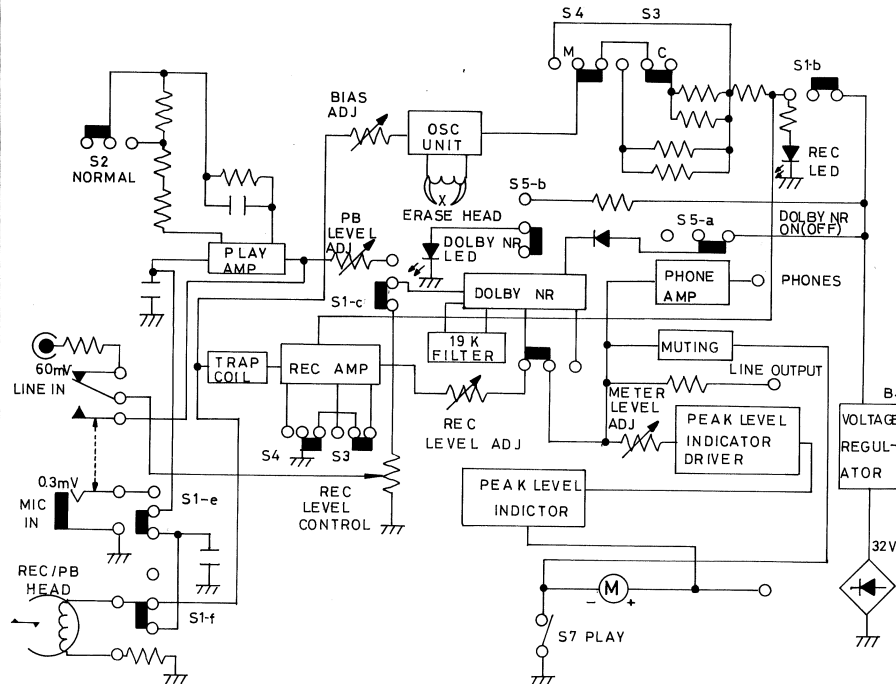 S4
S3
M
C
S1-b
BIAS
ADJ
OSC
UNIT
S2
NORMAL
REC
LED
X
ERASE HEAD
S5-b
PB
LEVEL
ADJ
DOLBY NR
LED
S5-a
DOLBY NR
ON(OFF)
PLAY
AMP
S1-c
DOLBY NR
PHONE
AMP
PHONES
19K
FILTER
MUTING
60mV
LINE IN
TRAP
COIL
REC AMP
LINE OUTPUT
METER
LEVEL
ADJ
PEAK LEVEL
INDICATOR
DRIVER
VOLTAGE
REGUL-
ATOR
REC
LEVEL ADJ
S4
S3
0.3mV
MIC
IN
S1-e
REC
LEVEL
CONTROL
PEAK LEVEL
INDICTOR
32V
REC/PB
HEAD
S1-f
M
- +
S7 PLAY